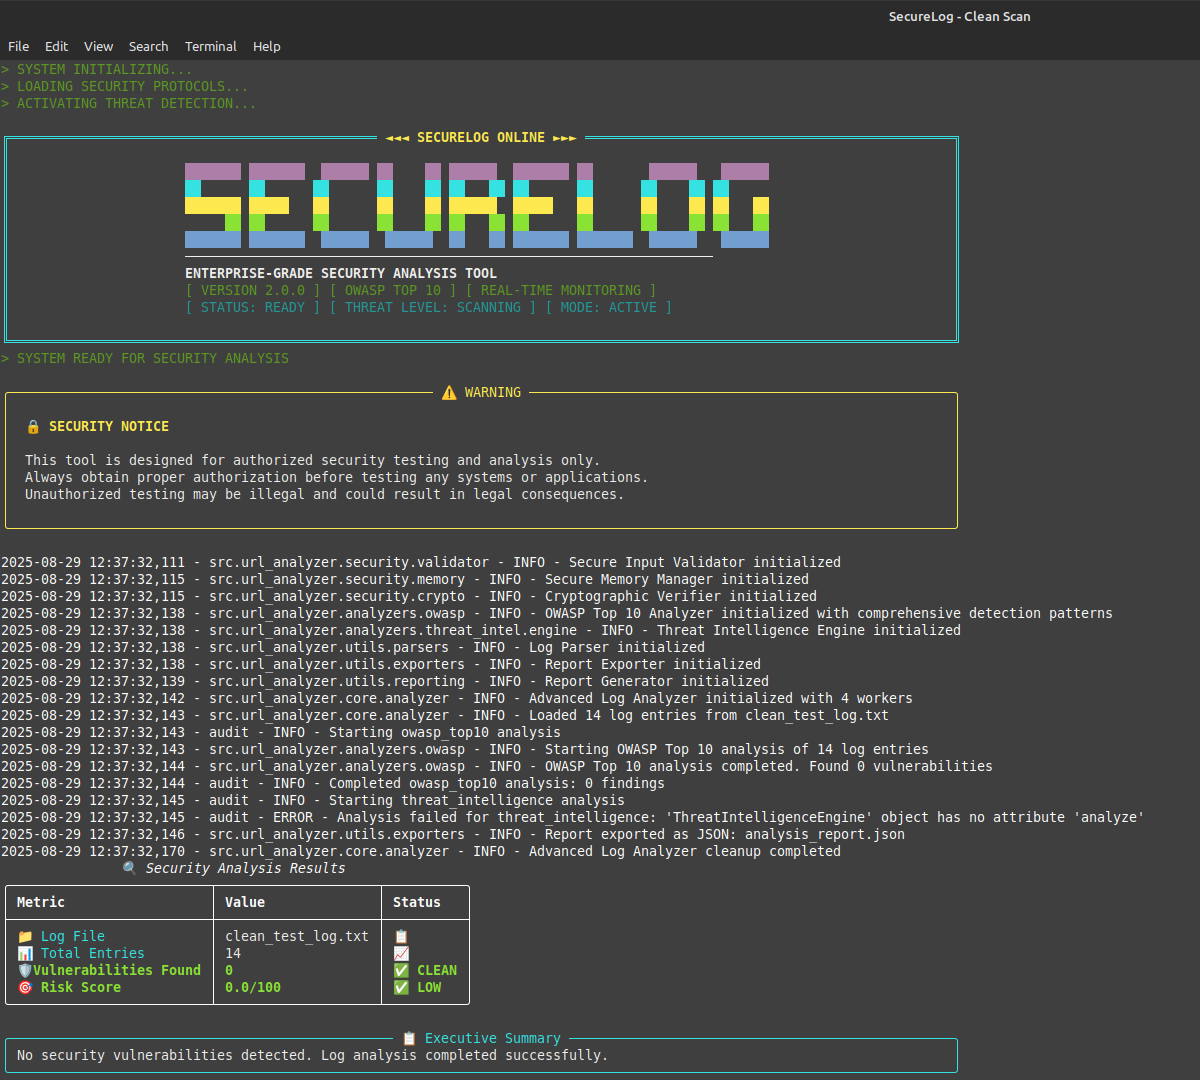 SecureLog - Clean Scan
File Edit View Search Terminal Help
> SYSTEM INITIALIZING...
> LOADING SECURITY PROTOCOLS...
> ACTIVATING THREAT DETECTION...
◄◄◄ SECURELOG ONLINE ►►►
SECURELOG
ENTERPRISE-GRADE SECURITY ANALYSIS TOOL
[ VERSION 2.0.0 ] [ OWASP TOP 10 ] [ REAL-TIME MONITORING ]
[ STATUS: READY ] [ THREAT LEVEL: SCANNING ] [ MODE: ACTIVE ]
> SYSTEM READY FOR SECURITY ANALYSIS
⚠️ WARNING
🔒 SECURITY NOTICE
This tool is designed for authorized security testing and analysis only.
Always obtain proper authorization before testing any systems or applications.
Unauthorized testing may be illegal and could result in legal consequences.
2025-08-29 12:37:32,111 - src.url_analyzer.security.validator - INFO - Secure Input Validator initialized
2025-08-29 12:37:32,115 - src.url_analyzer.security.memory - INFO - Secure Memory Manager initialized
2025-08-29 12:37:32,115 - src.url_analyzer.security.crypto - INFO - Cryptographic Verifier initialized
2025-08-29 12:37:32,138 - src.url_analyzer.analyzers.owasp - INFO - OWASP Top 10 Analyzer initialized with comprehensive detection patterns
2025-08-29 12:37:32,138 - src.url_analyzer.analyzers.threat_intel.engine - INFO - Threat Intelligence Engine initialized
2025-08-29 12:37:32,138 - src.url_analyzer.utils.parsers - INFO - Log Parser initialized
2025-08-29 12:37:32,138 - src.url_analyzer.utils.exporters - INFO - Report Exporter initialized
2025-08-29 12:37:32,139 - src.url_analyzer.utils.reporting - INFO - Report Generator initialized
2025-08-29 12:37:32,142 - src.url_analyzer.core.analyzer - INFO - Advanced Log Analyzer initialized with 4 workers
2025-08-29 12:37:32,143 - src.url_analyzer.core.analyzer - INFO - Loaded 14 log entries from clean_test_log.txt
2025-08-29 12:37:32,143 - audit - INFO - Starting owasp_top10 analysis
2025-08-29 12:37:32,143 - src.url_analyzer.analyzers.owasp - INFO - Starting OWASP Top 10 analysis of 14 log entries
2025-08-29 12:37:32,144 - src.url_analyzer.analyzers.owasp - INFO - OWASP Top 10 analysis completed. Found 0 vulnerabilities
2025-08-29 12:37:32,144 - audit - INFO - Completed owasp_top10 analysis: 0 findings
2025-08-29 12:37:32,145 - audit - INFO - Starting threat_intelligence analysis
2025-08-29 12:37:32,145 - audit - ERROR - Analysis failed for threat_intelligence: 'ThreatIntelligenceEngine' object has no attribute 'analyze'
2025-08-29 12:37:32,146 - src.url_analyzer.utils.exporters - INFO - Report exported as JSON: analysis_report.json
2025-08-29 12:37:32,170 - src.url_analyzer.core.analyzer - INFO - Advanced Log Analyzer cleanup completed
🔍 Security Analysis Results
Metric Value Status
📁 Log File clean_test_log.txt 📋
📊 Total Entries 14 📈
🛡️Vulnerabilities Found 0 ✅ CLEAN
🎯 Risk Score 0.0/100 ✅ LOW
📋 Executive Summary
No security vulnerabilities detected. Log analysis completed successfully.